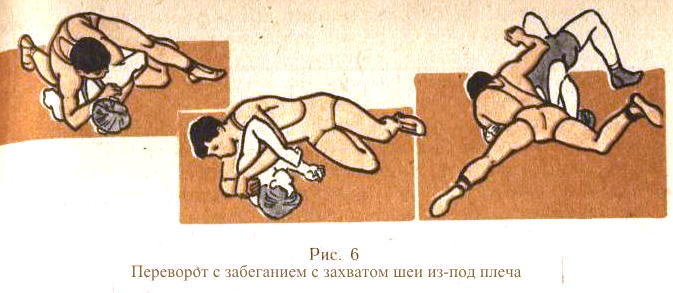 Рис. 6
Переворот с забеганием с захватом шеи из-под плеча